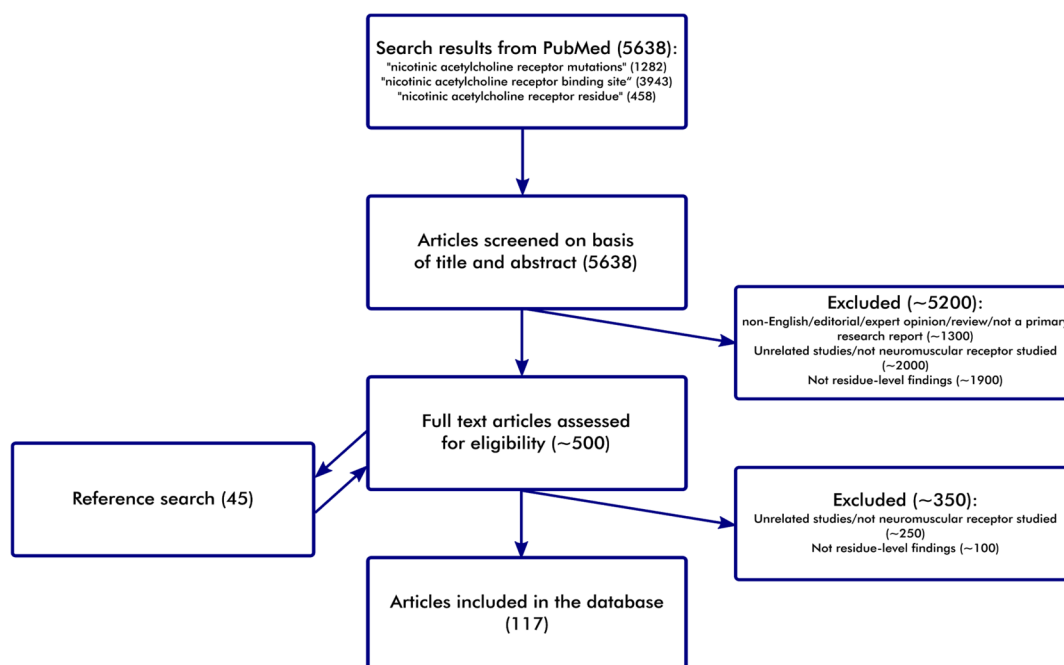 Search results from PubMed (5638):
"nicotinic acetylcholine receptor mutations" (1282)
"nicotinic acetylcholine receptor binding site“ (3943)
"nicotinic acetylcholine receptor residue" (458)
Articles screened on basis
of title and abstract (5638)
Excluded (~5200):
non-English/editorial/expert opinion/review/not a primary
research report (~1300)
Unrelated studies/not neuromuscular receptor studied
(~2000)
Not residue-level findings (~1900)
Full text articles assessed
for eligibility (~500)
Reference search (45)
Excluded (~350):
Unrelated studies/not neuromuscular receptor studied
(~250)
Not residue-level findings (~100)
Articles included in the database
(117)